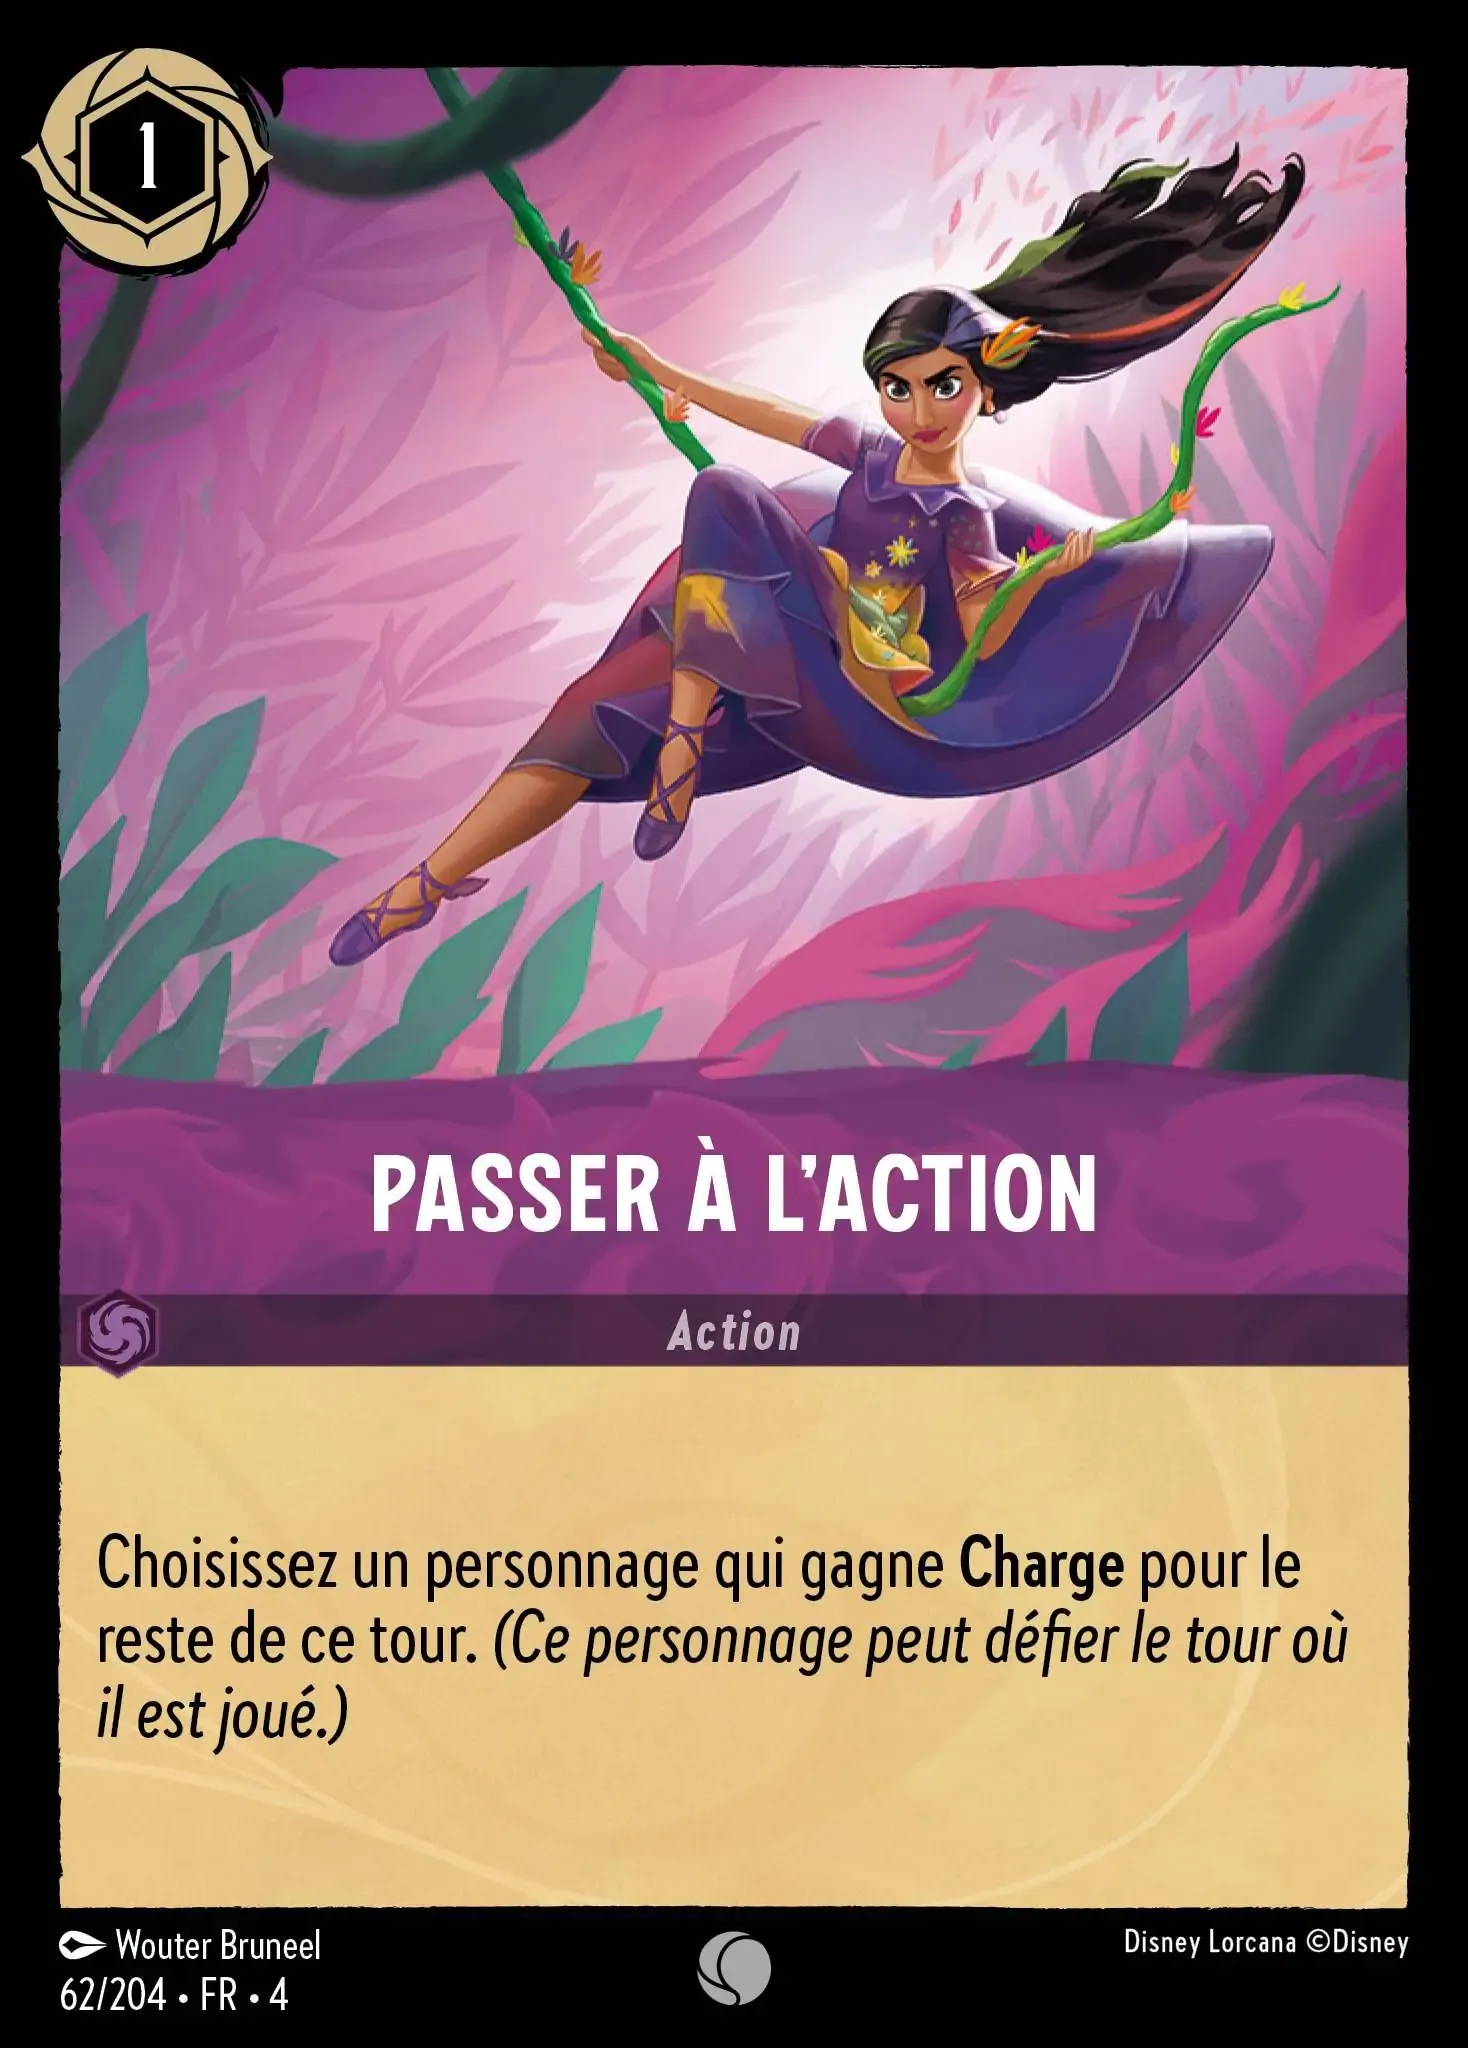 1
PASSER À L'ACTION
Action
Choisissez un personnage qui gagne Charge pour le
reste de ce tour. (Ce personnage peut défier le tour où
il est joué.)
Wouter Bruneel
Disney Lorcana ©Disney
62/204 • FR • 4